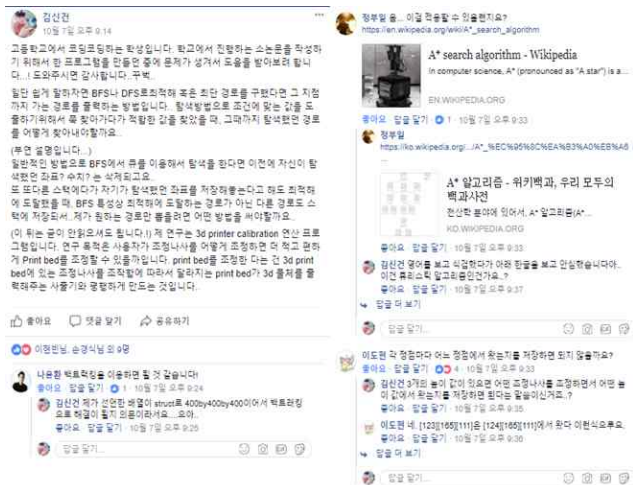 김신건
10월 7일 오후 9:14
고등학교에서 코딩코딩하는 학생입니다. 학교에서 진행하는 소논문을 작성하
기 위해서 한 프로그램을 만들던 중에 문제가 생겨서 도움을 받아보려 합니
다...! 도와주시면 감사합니다..꾸벅..
일단 쉽게 말하자면 BFS나 DFS로최적해 혹은 최단 경로를 구했다면 그 지점
까지 가는 경로를 출력하는 방법입니다.. 탐색방법으로 조건에 맞는 값을 도
출하기위해서 쭉 찾아가다가 적합한 값을 찾았을 때, 그때까지 탐색했던 경로
를 어떻게 찾아내야할까요..
(부연 설명입니다...)
일반적인 방법으로 BFS에서 큐를 이용해서 탐색을 한다면 이전에 자신이 탐
색했던 좌표? 수치? 는 삭제되고요..
또 또다른 스택에다가 자기가 탐색했던 좌표를 저장해놓는다고 해도 최적해
에 도달했을 때, BFS 특성상 최적해에 도달하는 경로가 아닌 다른 경로도 스
택에 저장되서, 제가 원하는 경로만 뽑을려면 어떤 방법을 써야할까요..
(이 뒤는 굳이 안읽으셔도 됩니다.!) 제 연구는 3d printer calibration 연산 프로
그램입니다. 연구 목적은 사용자가 조정나사를 어떻게 조정하면 더 적고 편하
게 Print bed를 조정할 수 있을까입니다. print bed를 조정한 다는 건 3d print
bed에 있는 조정나사를 조작함에 따라서 달라지는 print bed가 3d 물체를 출
력해주는 사출기와 평행하게 만드는 것입니다.
좋아요 댓글 달기 공유하기
이현빈님, 손경식님 외 9명
나유환 백트래킹을 이용하면 될 것 같습니다!
좋아요 · 답글 달기 · 1 · 10월 7일 오후 9:24
김신건 제가 선언한 배열이 struct로 400by400by400이어서 백트래킹
으로 해결이 될지 의문이라서요....으아..
좋아요 · 답글 달기 · 10월 7일 오후 9:25
답글 달기...
정부일 음... 이걸 적용할 수 있을런지요?
https://en.wikipedia.org/wiki/A*_search_algorithm
A* search algorithm - Wikipedia
In computer science, A* (pronounced as "A star") is a...
EN.WIKIPEDIA.ORG
좋아요 · 답글 달기 · 1 · 10월 7일 오후 9:33
정부일
https://ko.wikipedia.org/.../A*_%EC%95%8C%EA%B3%A0%EB%A6
...
A* 알고리즘 - 위키백과, 우리 모두의
백과사전
전산학 분야에 있어서, A* 알고리즘(A*...
KO.WIKIPEDIA.ORG
좋아요 · 답글 달기 · 10월 7일 오후 9:33
김신건 영어를 보고 식겁했다가 아래 한글을 보고 안심했습니다아..
이건 휴리스틱 알고리즘인건가요..?
좋아요 · 답글 달기 · 10월 7일 오후 9:37
답글 더 보기
답글 달기...
이도현 각 정점마다 어느 정점에서 왔는지를 저장하면 되지 않을까요?
좋아요 · 답글 달기 · 4 · 10월 7일 오후 9:33
김신건 3개의 높이 값이 있으면 어떤 조정나사를 조정하면서 어떤 높
이 값에서 왔는지를 저장하면 된다는 말씀이신거죠..?
좋아요 · 답글 달기 · 10월 7일 오후 9:35
이도현 네. [123][165][111]은 [124][165][111]에서 왔다 이런식으루요.
좋아요 · 답글 달기 · 10월 7일 오후 9:36
답글 더 보기
답글 달기...